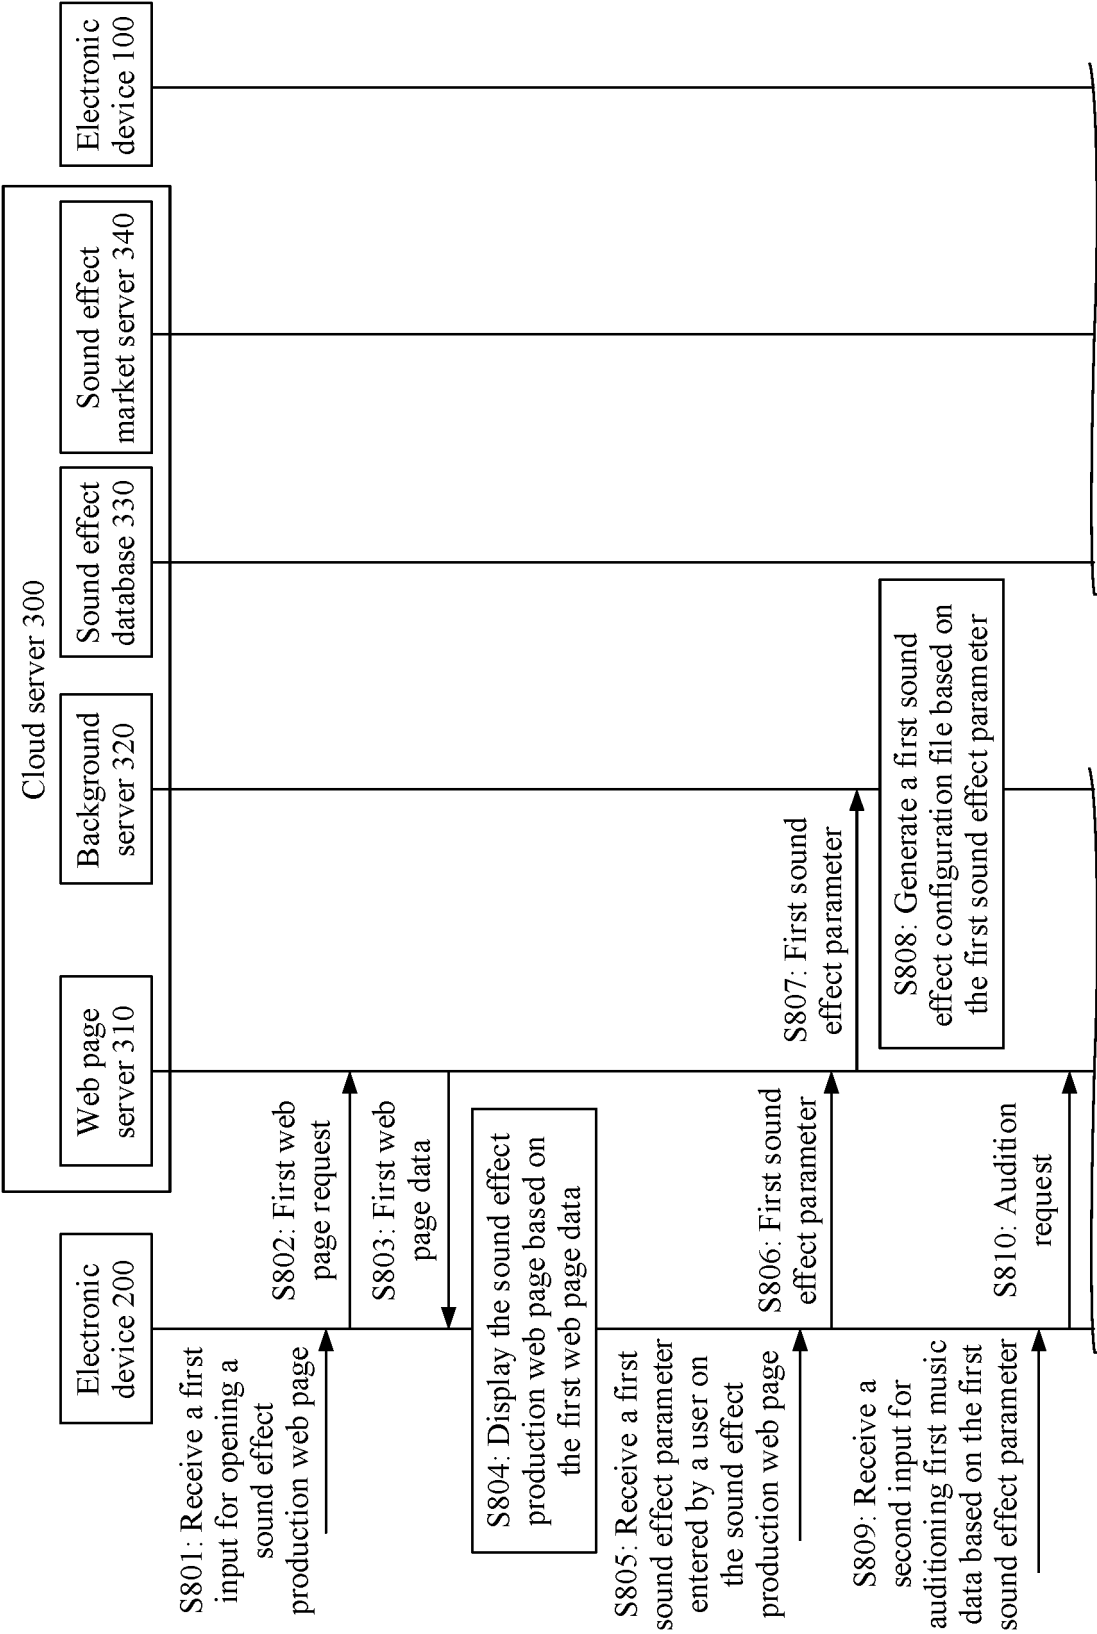 Cloud server 300
Electronic
device 200
Web page
server 310
Background
server 320
Sound effect
database 330
Sound effect
market server 340
Electronic
device 100
S801: Receive a first
input for opening a
sound effect
production web page
S802: First web
page request
S803: First web
page data
S804: Display the sound effect
production web page based on
the first web page data
S805: Receive a first
sound effect parameter
entered by a user on
the sound effect
production web page
S806: First sound
effect parameter
S807: First sound
effect parameter
S808: Generate a first sound
effect configuration file based on
the first sound effect parameter
S809: Receive a
second input for
auditioning first music
data based on the first
sound effect parameter
S810: Audition
request